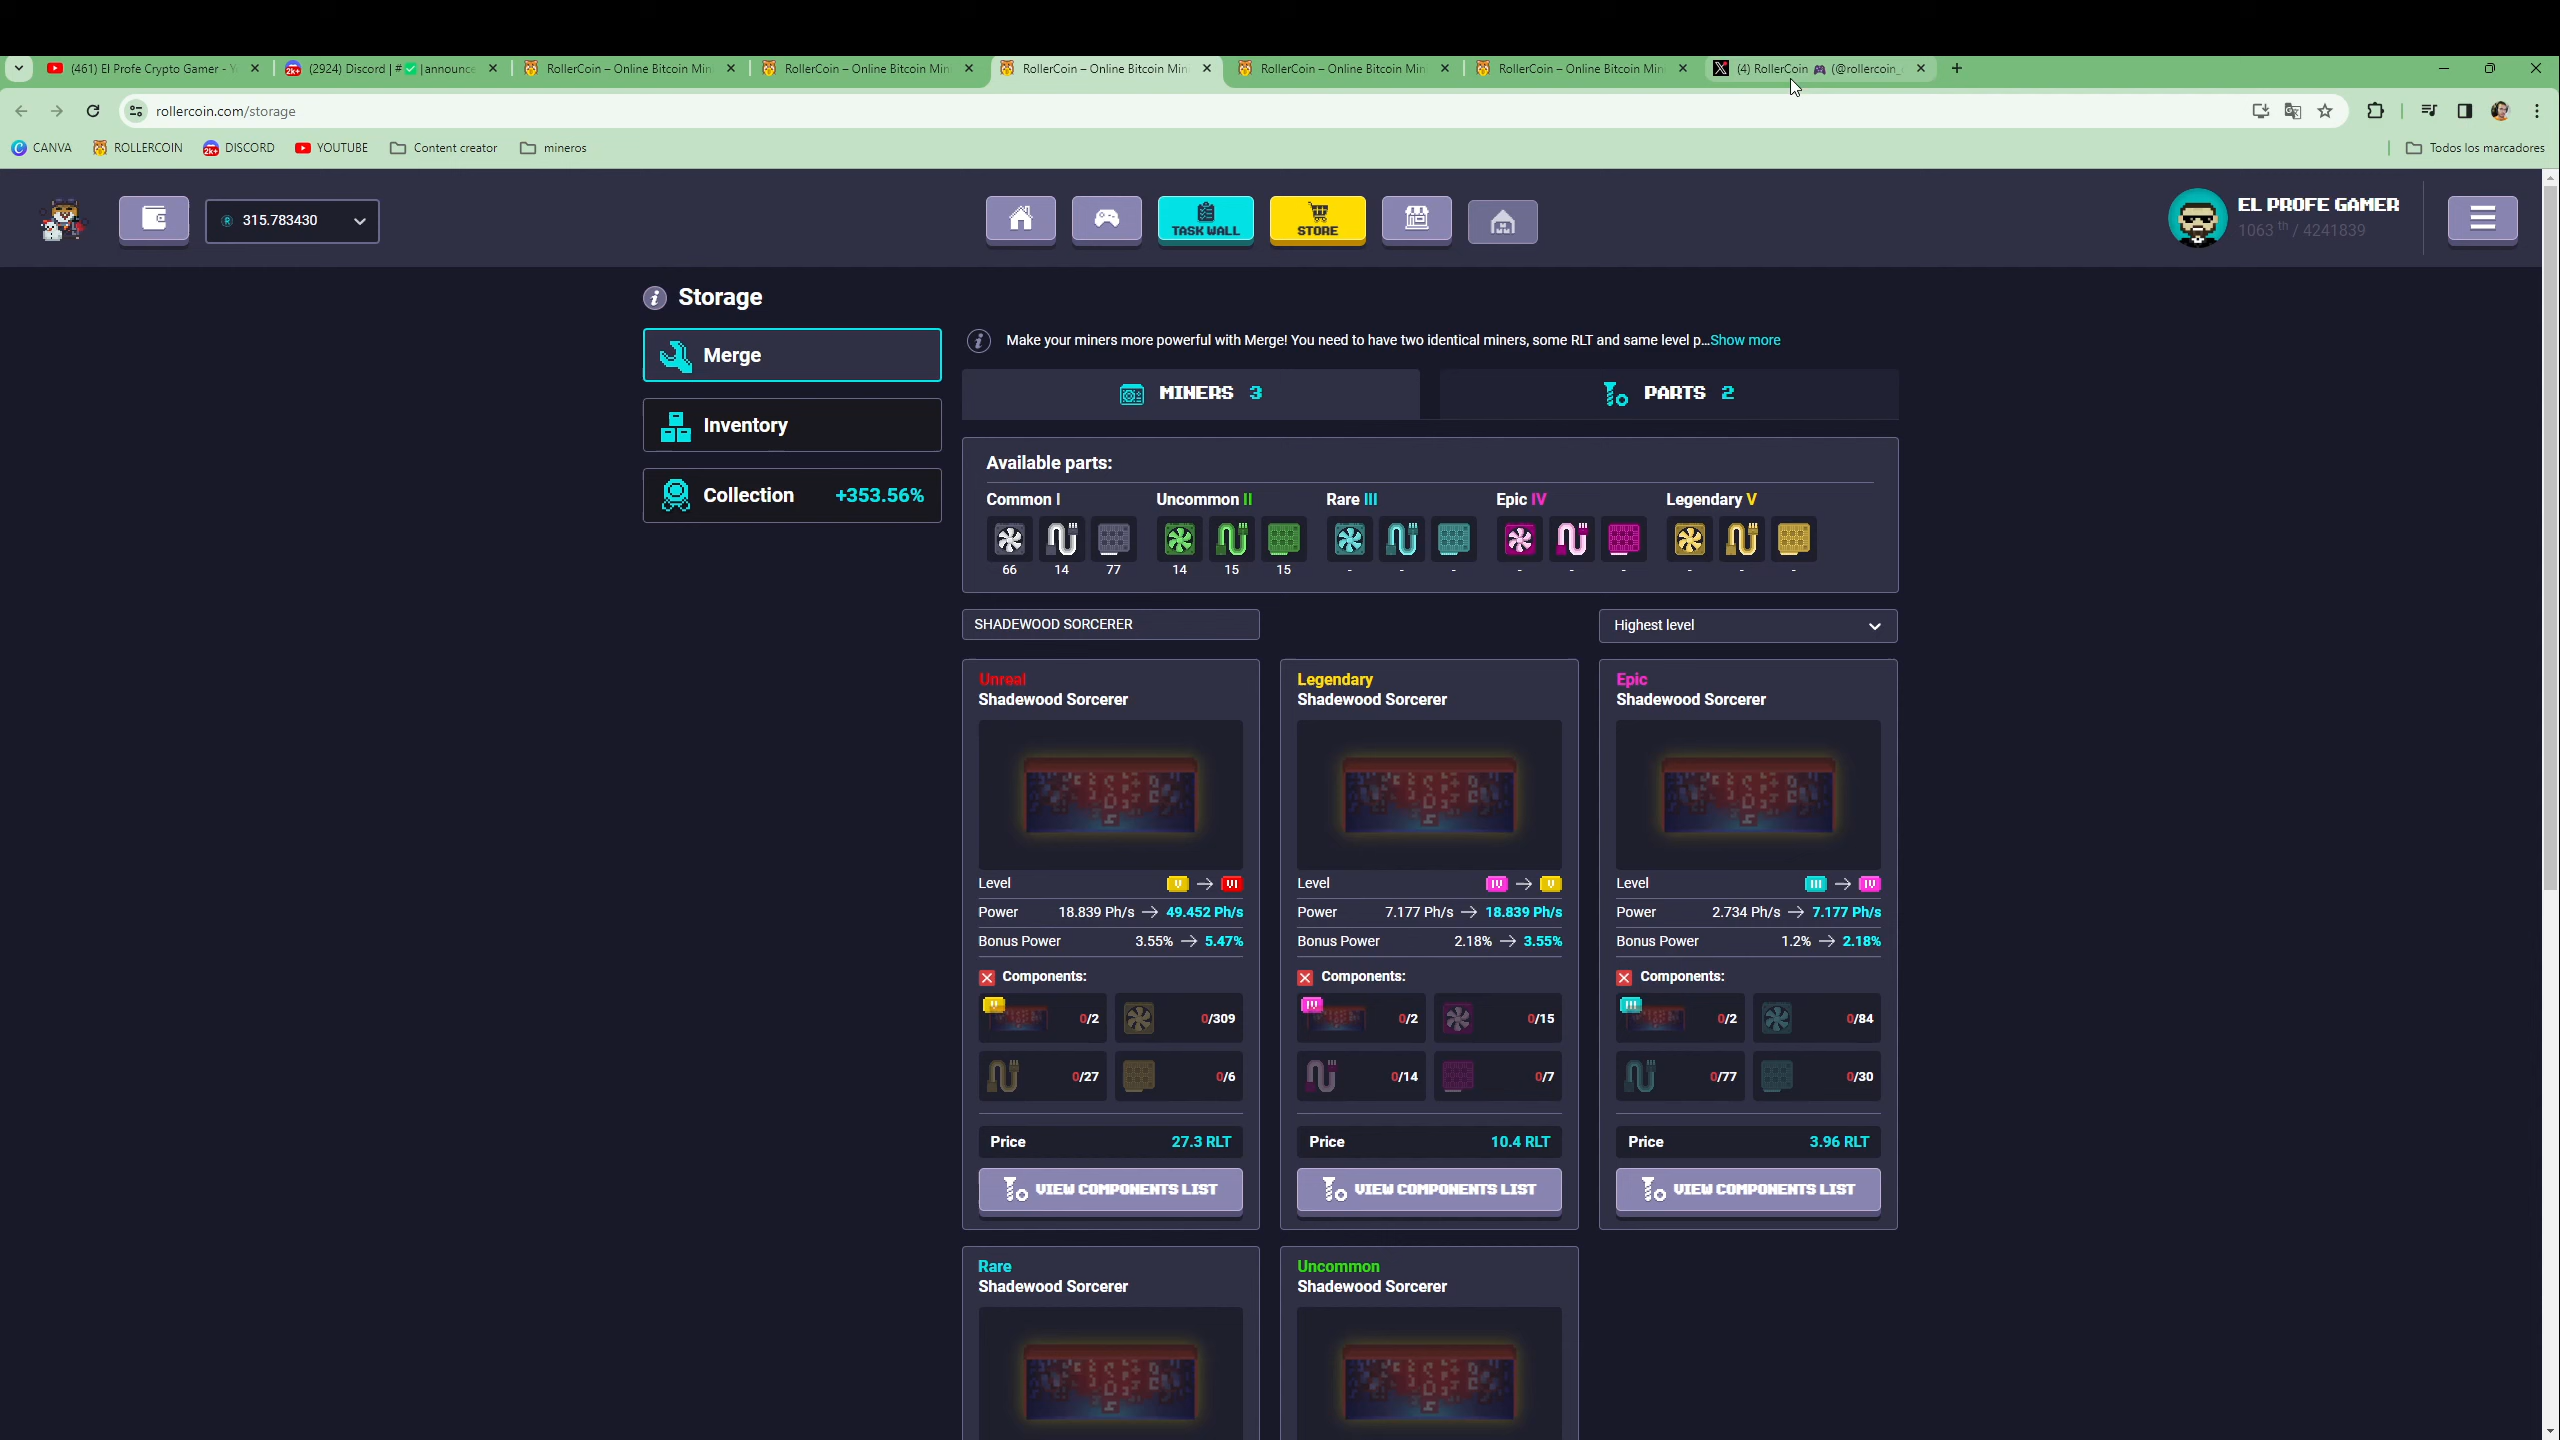 (461) El Profe Crypto Gamer - Y
(2924) Discord | #✅|announce
RollerCoin – Online Bitcoin Min
RollerCoin – Online Bitcoin Min
RollerCoin – Online Bitcoin Min
RollerCoin – Online Bitcoin Min
RollerCoin – Online Bitcoin Min
(4) RollerCoin 🎮 (@rollercoin_
rollercoin.com/storage
CANVA ROLLERCOIN DISCORD YOUTUBE Content creator mineros Todos los marcadores
315.783430
TASK WALL
STORE
EL PROFE GAMER
1063 th / 4241839
Storage
Merge
Inventory
Collection +353.56%
Make your miners more powerful with Merge! You need to have two identical miners, some RLT and same level p...Show more
MINERS 3
PARTS 2
Available parts:
Common I Uncommon II Rare III Epic IV Legendary V
66 14 77 14 15 15 - - - - - - - - -
SHADEWOOD SORCERER
Highest level
Unreal
Shadewood Sorcerer
Level V → VI
Power 18.839 Ph/s → 49.452 Ph/s
Bonus Power 3.55% → 5.47%
Components:
V 0/2 0/309
0/27 0/6
Price 27.3 RLT
VIEW COMPONENTS LIST
Legendary
Shadewood Sorcerer
Level IV → V
Power 7.177 Ph/s → 18.839 Ph/s
Bonus Power 2.18% → 3.55%
Components:
IV 0/2 0/15
0/14 0/7
Price 10.4 RLT
VIEW COMPONENTS LIST
Epic
Shadewood Sorcerer
Level III → IV
Power 2.734 Ph/s → 7.177 Ph/s
Bonus Power 1.2% → 2.18%
Components:
III 0/2 0/84
0/77 0/30
Price 3.96 RLT
VIEW COMPONENTS LIST
Rare
Shadewood Sorcerer
Uncommon
Shadewood Sorcerer